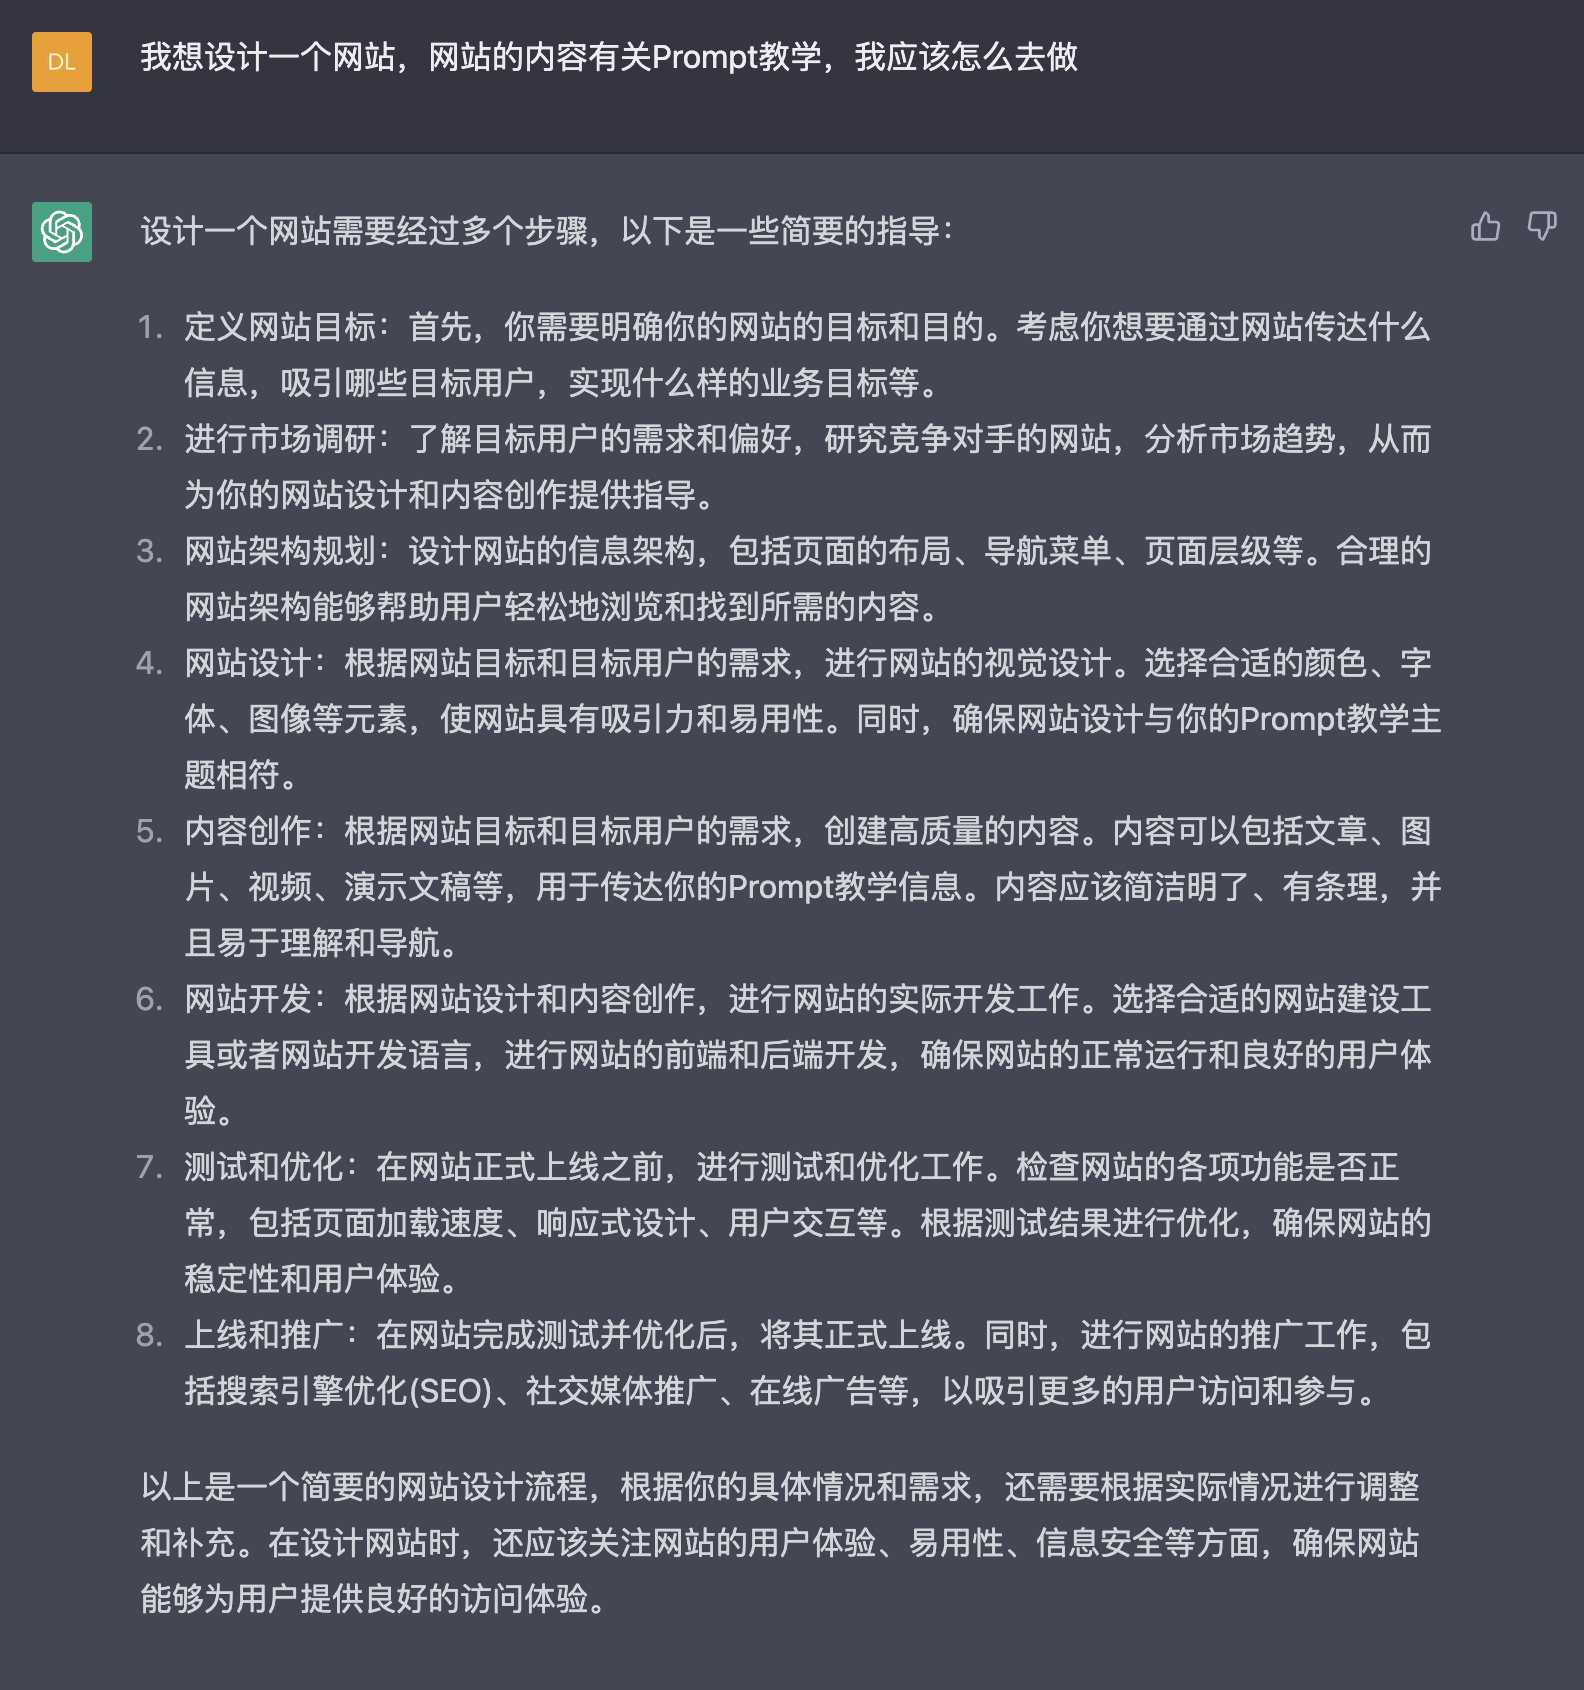 DL
我想设计一个网站，网站的内容有关Prompt教学，我应该怎么去做
设计一个网站需要经过多个步骤，以下是一些简要的指导：
1. 定义网站目标：首先，你需要明确你的网站的目标和目的。考虑你想要通过网站传达什么
信息，吸引哪些目标用户，实现什么样的业务目标等。
2. 进行市场调研：了解目标用户的需求和偏好，研究竞争对手的网站，分析市场趋势，从而
为你的网站设计和内容创作提供指导。
3. 网站架构规划：设计网站的信息架构，包括页面的布局、导航菜单、页面层级等。合理的
网站架构能够帮助用户轻松地浏览和找到所需的内容。
4. 网站设计：根据网站目标和目标用户的需求，进行网站的视觉设计。选择合适的颜色、字
体、图像等元素，使网站具有吸引力和易用性。同时，确保网站设计与你的Prompt教学主
题相符。
5. 内容创作：根据网站目标和目标用户的需求，创建高质量的内容。内容可以包括文章、图
片、视频、演示文稿等，用于传达你的Prompt教学信息。内容应该简洁明了、有条理，并
且易于理解和导航。
6. 网站开发：根据网站设计和内容创作，进行网站的实际开发工作。选择合适的网站建设工
具或者网站开发语言，进行网站的前端和后端开发，确保网站的正常运行和良好的用户体
验。
7. 测试和优化：在网站正式上线之前，进行测试和优化工作。检查网站的各项功能是否正
常，包括页面加载速度、响应式设计、用户交互等。根据测试结果进行优化，确保网站的
稳定性和用户体验。
8. 上线和推广：在网站完成测试并优化后，将其正式上线。同时，进行网站的推广工作，包
括搜索引擎优化(SEO)、社交媒体推广、在线广告等，以吸引更多的用户访问和参与。
以上是一个简要的网站设计流程，根据你的具体情况和需求，还需要根据实际情况进行调整
和补充。在设计网站时，还应该关注网站的用户体验、易用性、信息安全等方面，确保网站
能够为用户提供良好的访问体验。